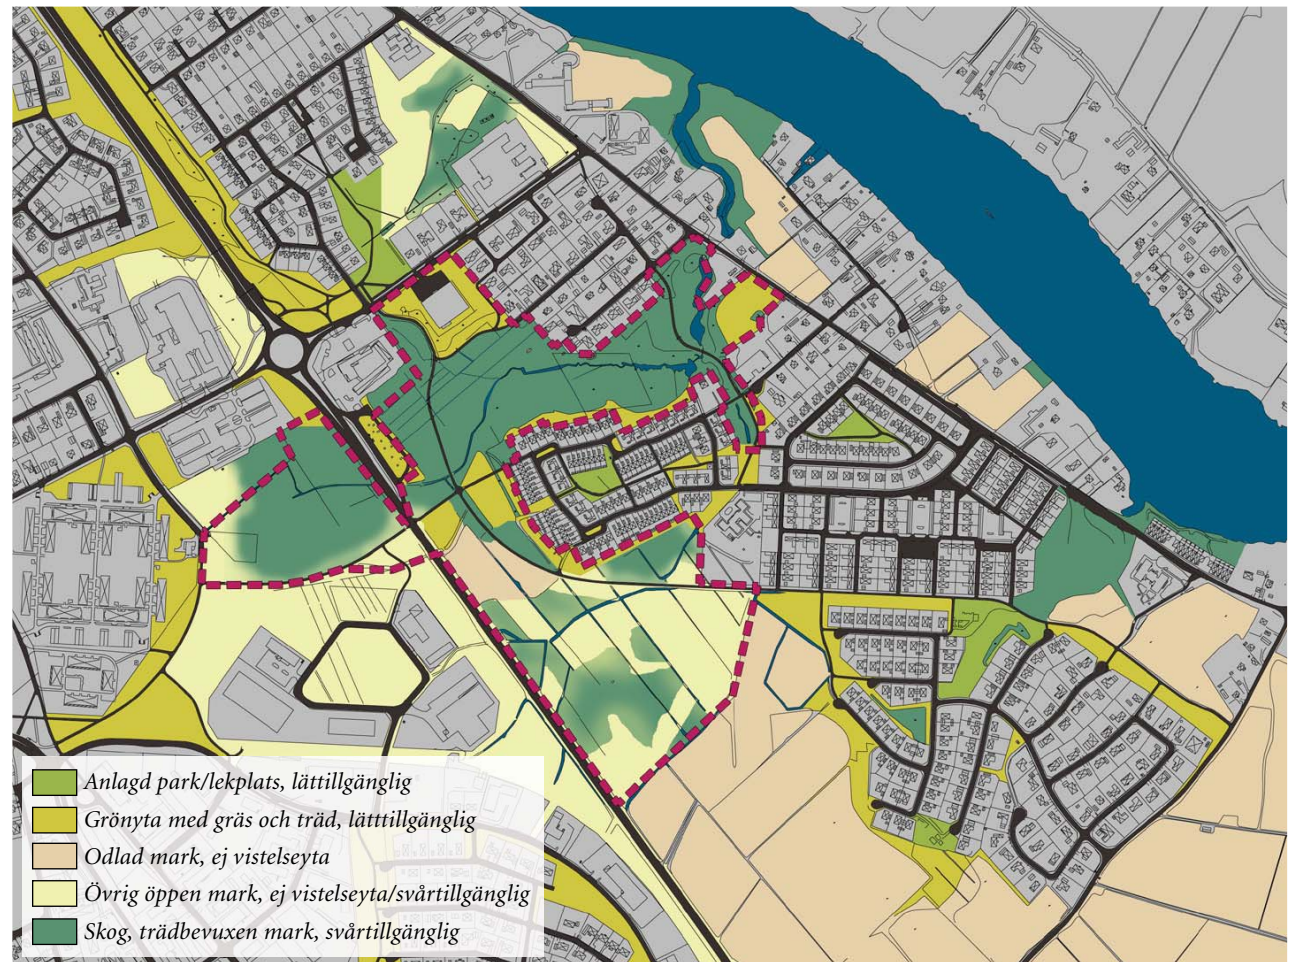 Anlagd park/lekplats, lättillgänglig
Grönyta med gräs och träd, lätttillgänglig
Odlad mark, ej vistelseyta
Övrig öppen mark, ej vistelseyta/svårtillgänglig
Skog, trädbevuxen mark, svårtillgänglig